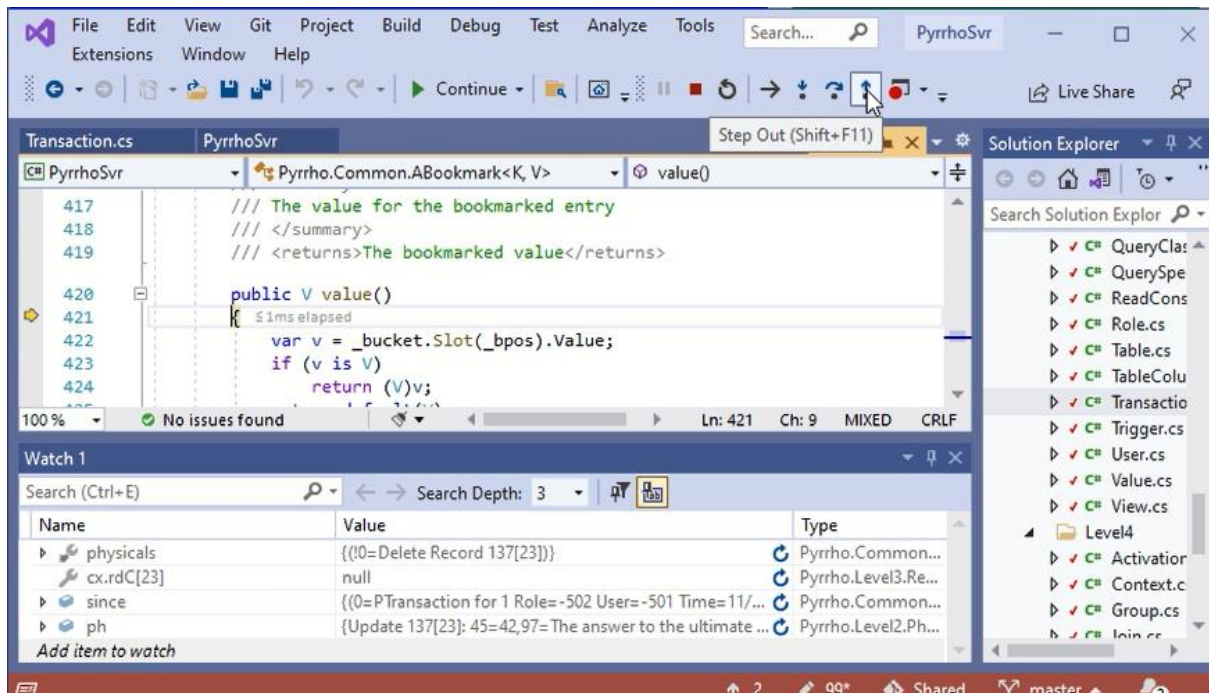 File Edit View Git Project Build Debug Test Analyze Tools Search... PyrrhoSvr
Extensions Window Help
Continue Live Share
Step Out (Shift+F11)
Transaction.cs PyrrhoSvr
C# PyrrhoSvr Pyrrho.Common.ABookmark<K, V> value()
417 /// The value for the bookmarked entry
418 /// </summary>
419 /// <returns>The bookmarked value</returns>
420 public V value()
421 { ≤1ms elapsed
422 var v = _bucket.Slot(_bpos).Value;
423 if (v is V)
424 return (V)v;
100 % No issues found Ln: 421 Ch: 9 MIXED CRLF
Watch 1
Search (Ctrl+E) Search Depth: 3
Name Value Type
physicals {(!0=Delete Record 137[23])} Pyrrho.Common...
cx.rdC[23] null Pyrrho.Level3.Re...
since {(0=PTransaction for 1 Role=-502 User=-501 Time=11/... Pyrrho.Common...
ph {Update 137[23]: 45=42,97=The answer to the ultimate ... Pyrrho.Level2.Ph...
Add item to watch
Solution Explorer
Search Solution Explor
C# QueryClas
C# QuerySpe
C# ReadCons
C# Role.cs
C# Table.cs
C# TableColu
C# Transactio
C# Trigger.cs
C# User.cs
C# Value.cs
C# View.cs
Level4
C# Activation
C# Context.c
C# Group.cs
C# Join.cs
2 99* Shared master